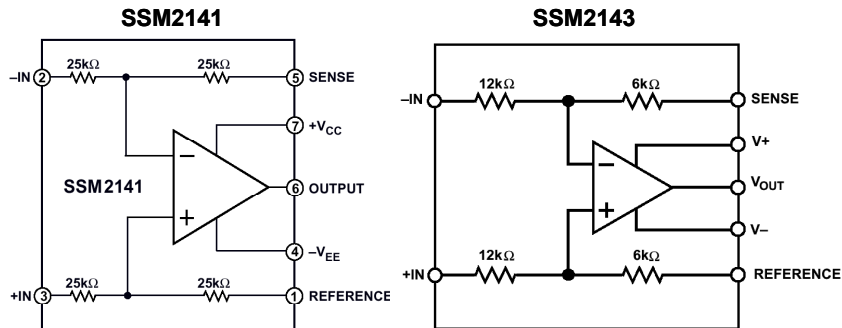 SSM2141
25kΩ 25kΩ
–IN 2 5 SENSE
7 +VCC
–
SSM2141
6 OUTPUT
+
4 –VEE
25kΩ 25kΩ
+IN 3 1 REFERENCE
SSM2143
12kΩ 6kΩ
–IN SENSE
V+
–
VOUT
+
V–
12kΩ 6kΩ
+IN REFERENCE